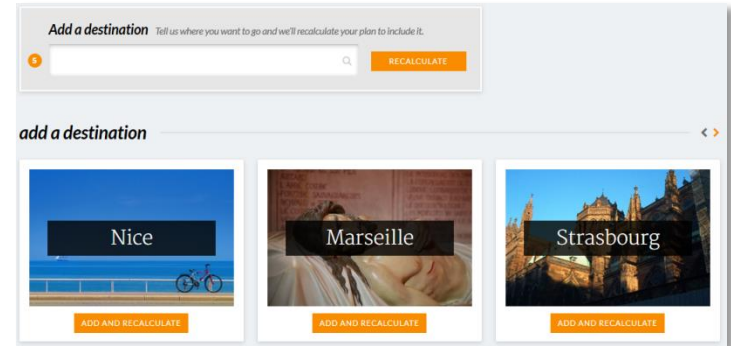 Add a destination Tell us where you want to go and we'll recalculate your plan to include it.
5
RECALCULATE
add a destination
Nice
Marseille
Strasbourg
ADD AND RECALCULATE
ADD AND RECALCULATE
ADD AND RECALCULATE